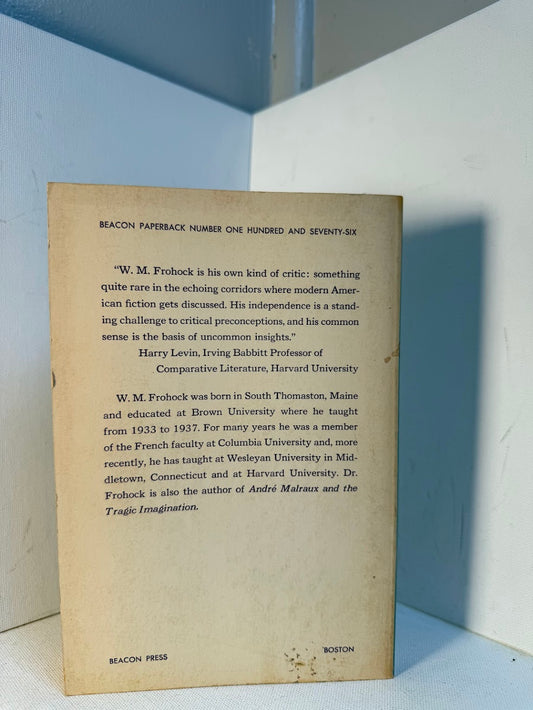 BEACON PAPERBACK NUMBER ONE HUNDRED AND SEVENTY-SIX
"W. M. Frohock is his own kind of critic: something
quite rare in the echoing corridors where modern Amer-
ican fiction gets discussed. His independence is a stand-
ing challenge to critical preconceptions, and his common
sense is the basis of uncommon insights."
Harry Levin, Irving Babbitt Professor of
Comparative Literature, Harvard University
W. M. Frohock was born in South Thomaston, Maine
and educated at Brown University where he taught
from 1933 to 1937. For many years he was a member
of the French faculty at Columbia University and, more
recently, he has taught at Wesleyan University in Mid-
dletown, Connecticut and at Harvard University. Dr.
Frohock is also the author of André Malraux and the
Tragic Imagination.
BEACON PRESS
BOSTON